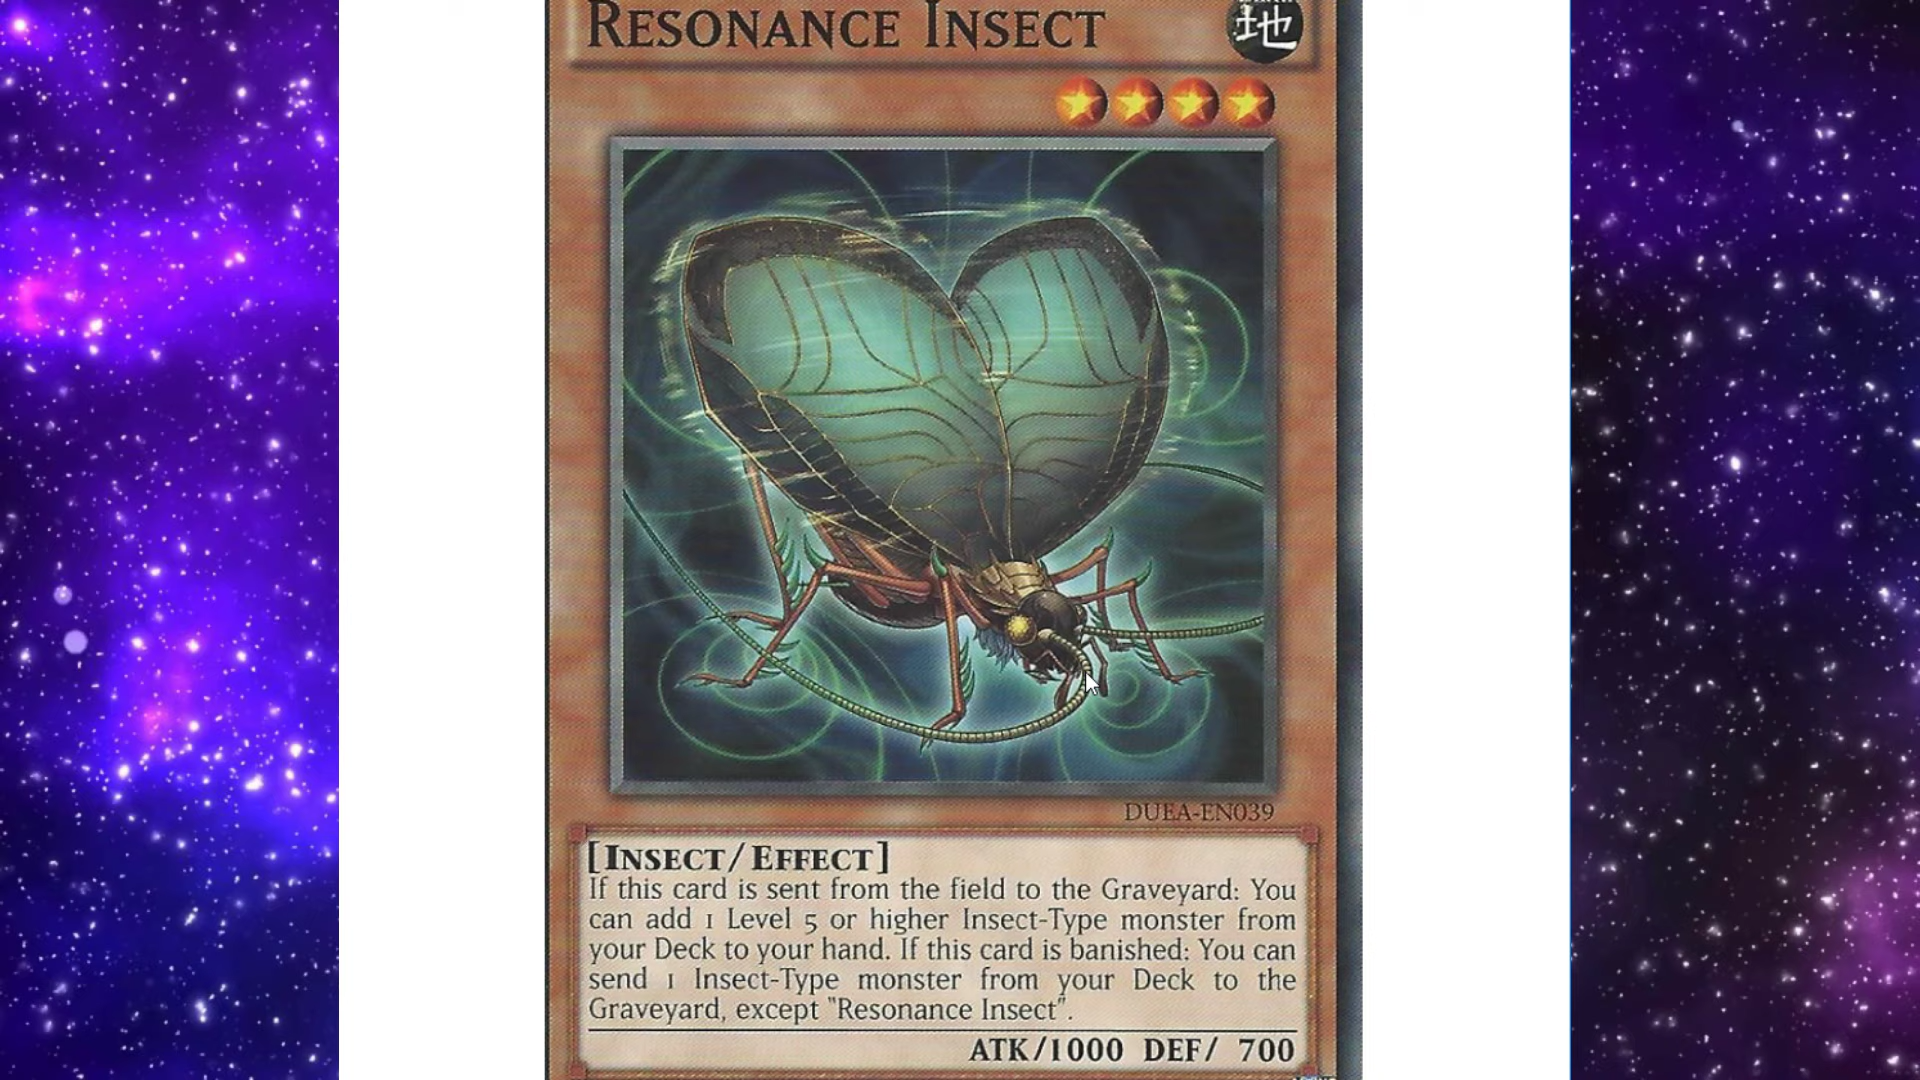 RESONANCE INSECT
地
DUEA-EN039
[INSECT/EFFECT]
If this card is sent from the field to the Graveyard: You
can add 1 Level 5 or higher Insect-Type monster from
your Deck to your hand. If this card is banished: You can
send 1 Insect-Type monster from your Deck to the
Graveyard, except "Resonance Insect".
ATK/1000 DEF/ 700